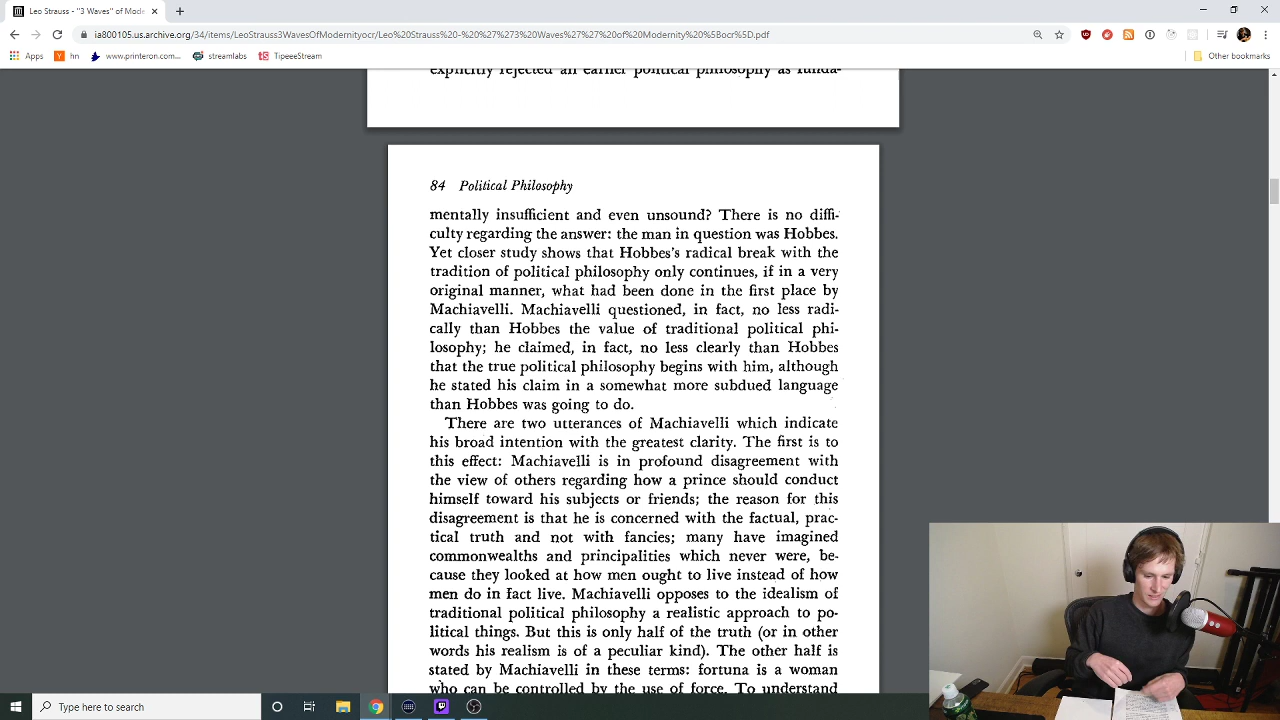 Leo Strauss - "3 Waves" of Mode
ia800105.us.archive.org/34/items/LeoStrauss3WavesOfModernityocr/Leo%20Strauss%20-%20%27%273%20Waves%27%27%20of%20Modernity%20%5Bocr%5D.pdf
Apps hn www.printeron.com... streamlabs TipeeeStream Other bookmarks
explicitly rejected an earlier political philosophy as funda-
84 Political Philosophy
mentally insufficient and even unsound? There is no diffi-
culty regarding the answer: the man in question was Hobbes.
Yet closer study shows that Hobbes's radical break with the
tradition of political philosophy only continues, if in a very
original manner, what had been done in the first place by
Machiavelli. Machiavelli questioned, in fact, no less radi-
cally than Hobbes the value of traditional political phi-
losophy; he claimed, in fact, no less clearly than Hobbes
that the true political philosophy begins with him, although
he stated his claim in a somewhat more subdued language
than Hobbes was going to do.
There are two utterances of Machiavelli which indicate
his broad intention with the greatest clarity. The first is to
this effect: Machiavelli is in profound disagreement with
the view of others regarding how a prince should conduct
himself toward his subjects or friends; the reason for this
disagreement is that he is concerned with the factual, prac-
tical truth and not with fancies; many have imagined
commonwealths and principalities which never were, be-
cause they looked at how men ought to live instead of how
men do in fact live. Machiavelli opposes to the idealism of
traditional political philosophy a realistic approach to po-
litical things. But this is only half of the truth (or in other
words his realism is of a peculiar kind). The other half is
stated by Machiavelli in these terms: fortuna is a woman
who can be controlled by the use of force. To understand
Type here to search